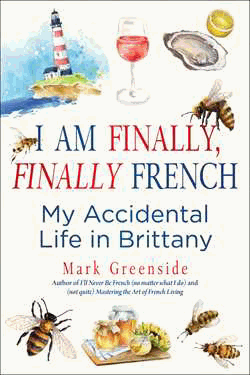 I AM FINALLY,
FINALLY FRENCH
My Accidental
Life in Brittany
Mark Greenside
Author of I'll Never Be French (no matter what I do) and
(not quite) Mastering the Art of French Living